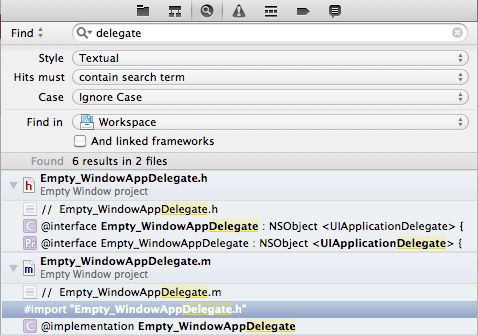 Find delegate
Style Textual
Hits must contain search term
Case Ignore Case
Find in Workspace
And linked frameworks
Found 6 results in 2 files
h Empty_WindowAppDelegate.h
Empty Window project
// Empty_WindowAppDelegate.h
C @interface Empty_WindowAppDelegate : NSObject <UIApplicationDelegate> {
Pr @interface Empty_WindowAppDelegate : NSObject <UIApplicationDelegate> {
m Empty_WindowAppDelegate.m
Empty Window project
// Empty_WindowAppDelegate.m
#import "Empty_WindowAppDelegate.h"
C @implementation Empty_WindowAppDelegate